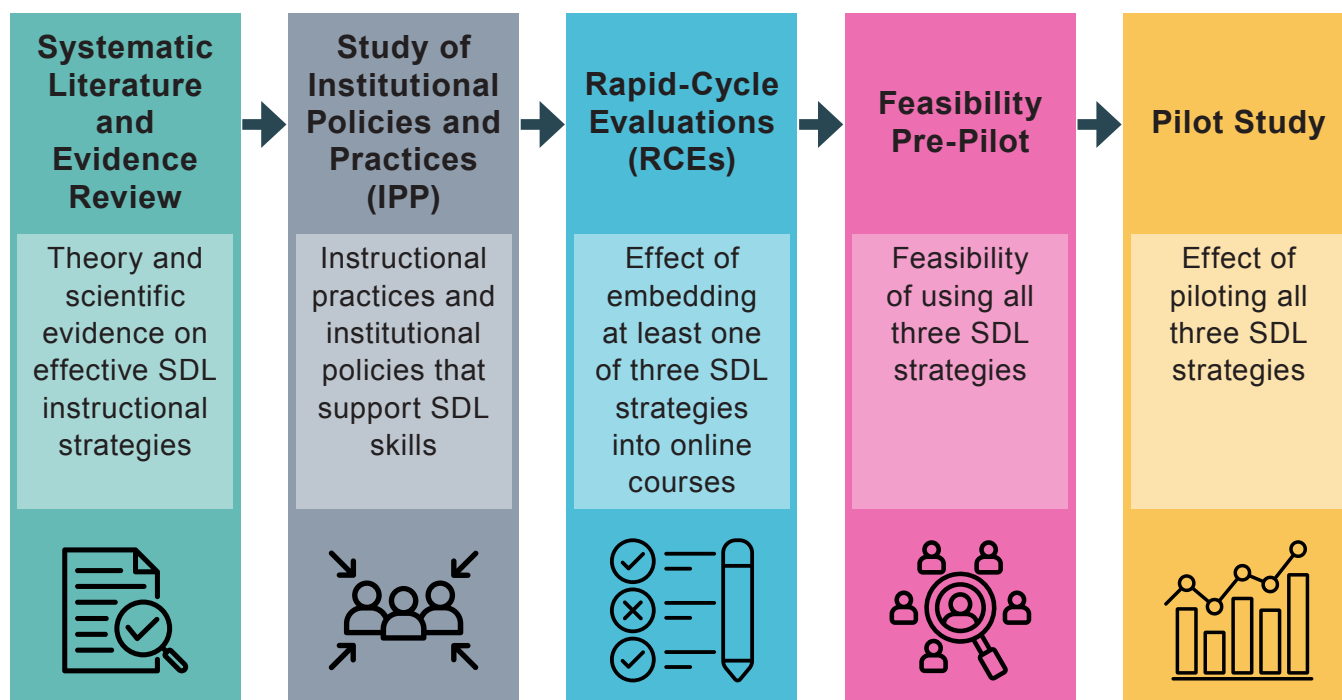 Systematic
Literature
and
Evidence
Review
Theory and
scientific
evidence on
effective SDL
instructional
strategies
Study of
Institutional
Policies and
Practices
(IPP)
Instructional
practices and
institutional
policies that
support SDL
skills
Rapid-Cycle
Evaluations
(RCEs)
Effect of
embedding
at least one
of three SDL
strategies
into online
courses
Feasibility
Pre-Pilot
Feasibility
of using all
three SDL
strategies
Pilot Study
Effect of
piloting all
three SDL
strategies